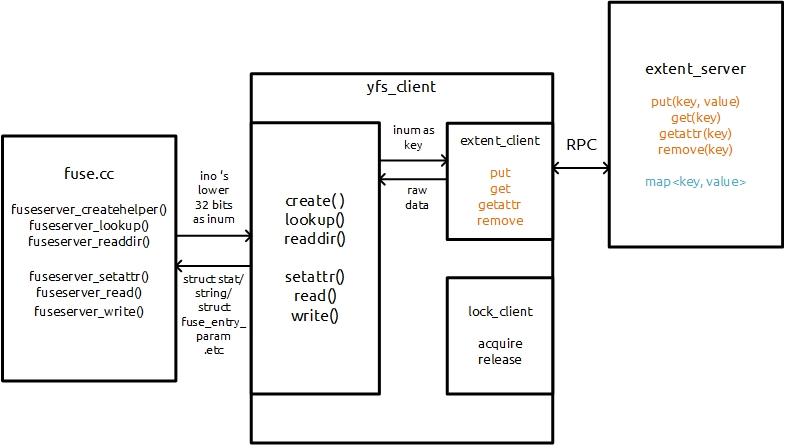 fuse.cc
fuseserver_createhelper()
fuseserver_lookup()
fuseserver_readdir()
fuseserver_setattr()
fuseserver_read()
fuseserver_write()
ino 's
lower
32 bits
as inum
struct stat/
string/
struct
fuse_entry_
param
.etc
yfs_client
create( )
lookup()
readdir()
setattr()
read()
write()
inum as
key
raw
data
extent_client
put
get
getattr
remove
lock_client
acquire
release
RPC
extent_server
put(key, value)
get(key)
getattr(key)
remove(key)
map<key, value>